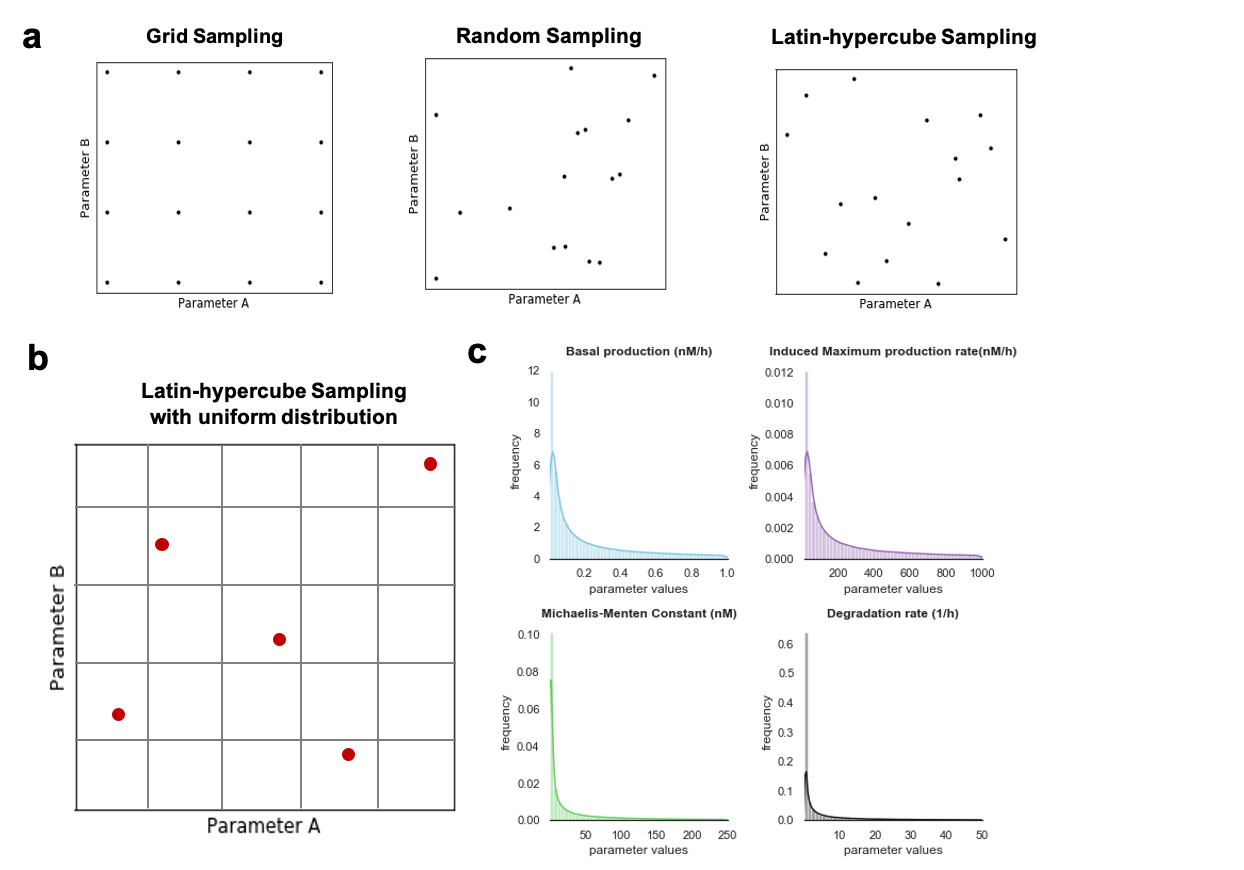 a
Grid Sampling
Parameter B
Parameter A
Random Sampling
Parameter B
Parameter A
Latin-hypercube Sampling
Parameter B
Parameter A
b
Latin-hypercube Sampling
with uniform distribution
Parameter B
Parameter A
c
Basal production (nM/h)
frequency
12
10
8
6
4
2
0
0.2 0.4 0.6 0.8 1.0
parameter values
Induced Maximum production rate(nM/h)
frequency
0.012
0.010
0.008
0.006
0.004
0.002
0.000
200 400 600 800 1000
parameter values
Michaelis-Menten Constant (nM)
frequency
0.10
0.08
0.06
0.04
0.02
0.00
50 100 150 200 250
parameter values
Degradation rate (1/h)
frequency
0.6
0.5
0.4
0.3
0.2
0.1
0.0
10 20 30 40 50
parameter values